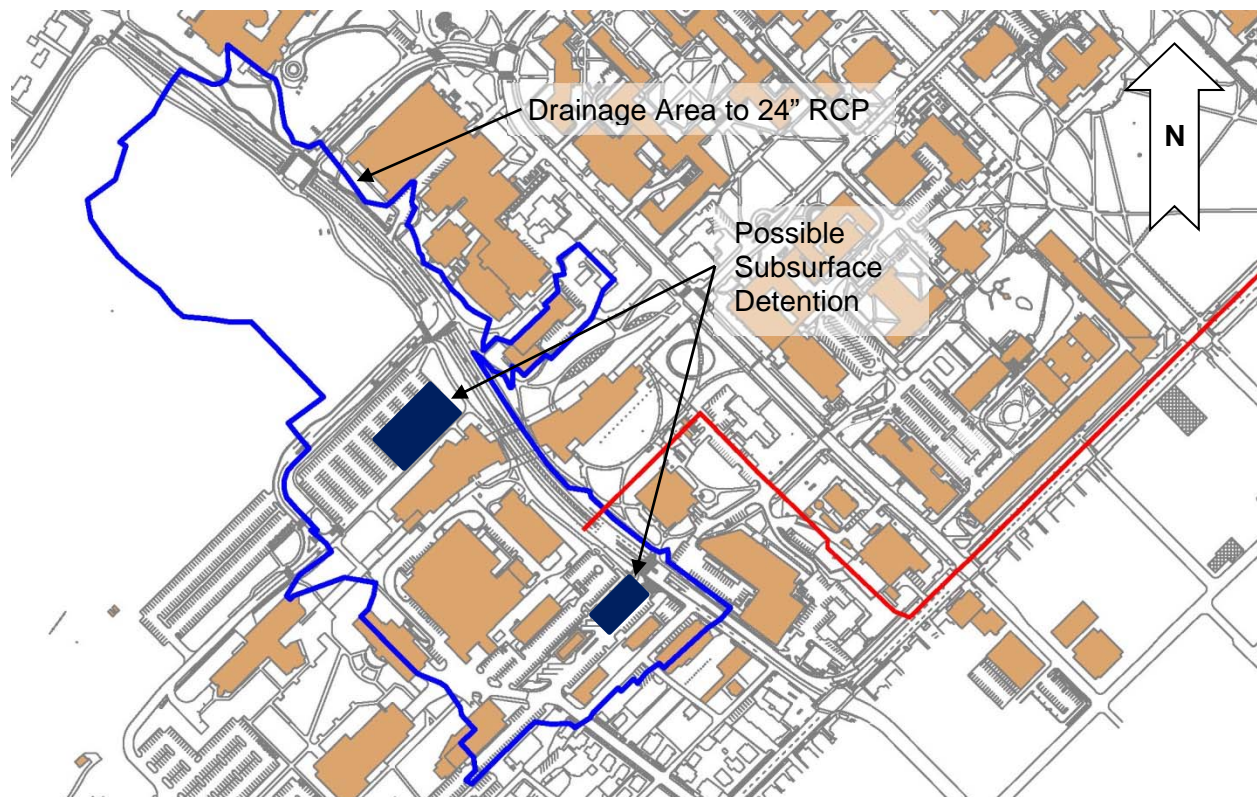 Drainage Area to 24” RCP
N
Possible
Subsurface
Detention